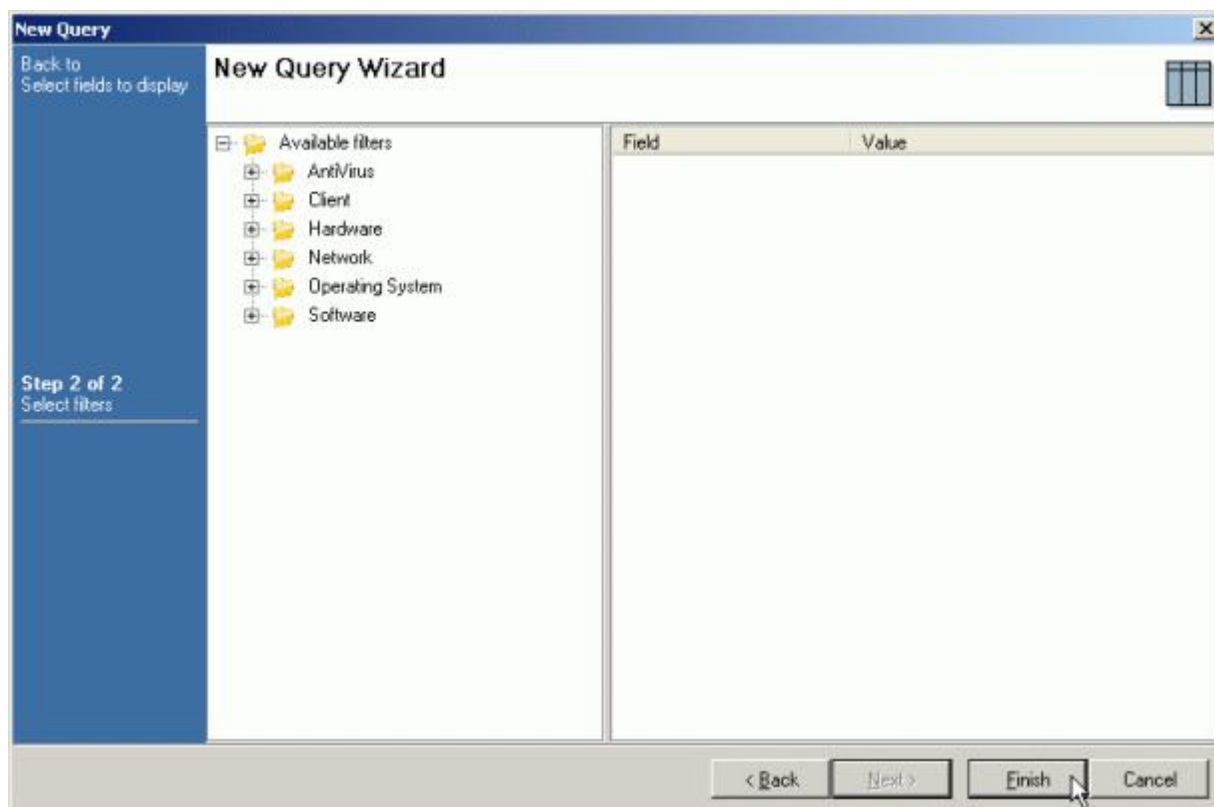 New Query
Back to
Select fields to display
New Query Wizard
Available filters
AntiVirus
Client
Hardware
Network
Operating System
Software
Field Value
Step 2 of 2
Select filters
< Back Next > Finish Cancel